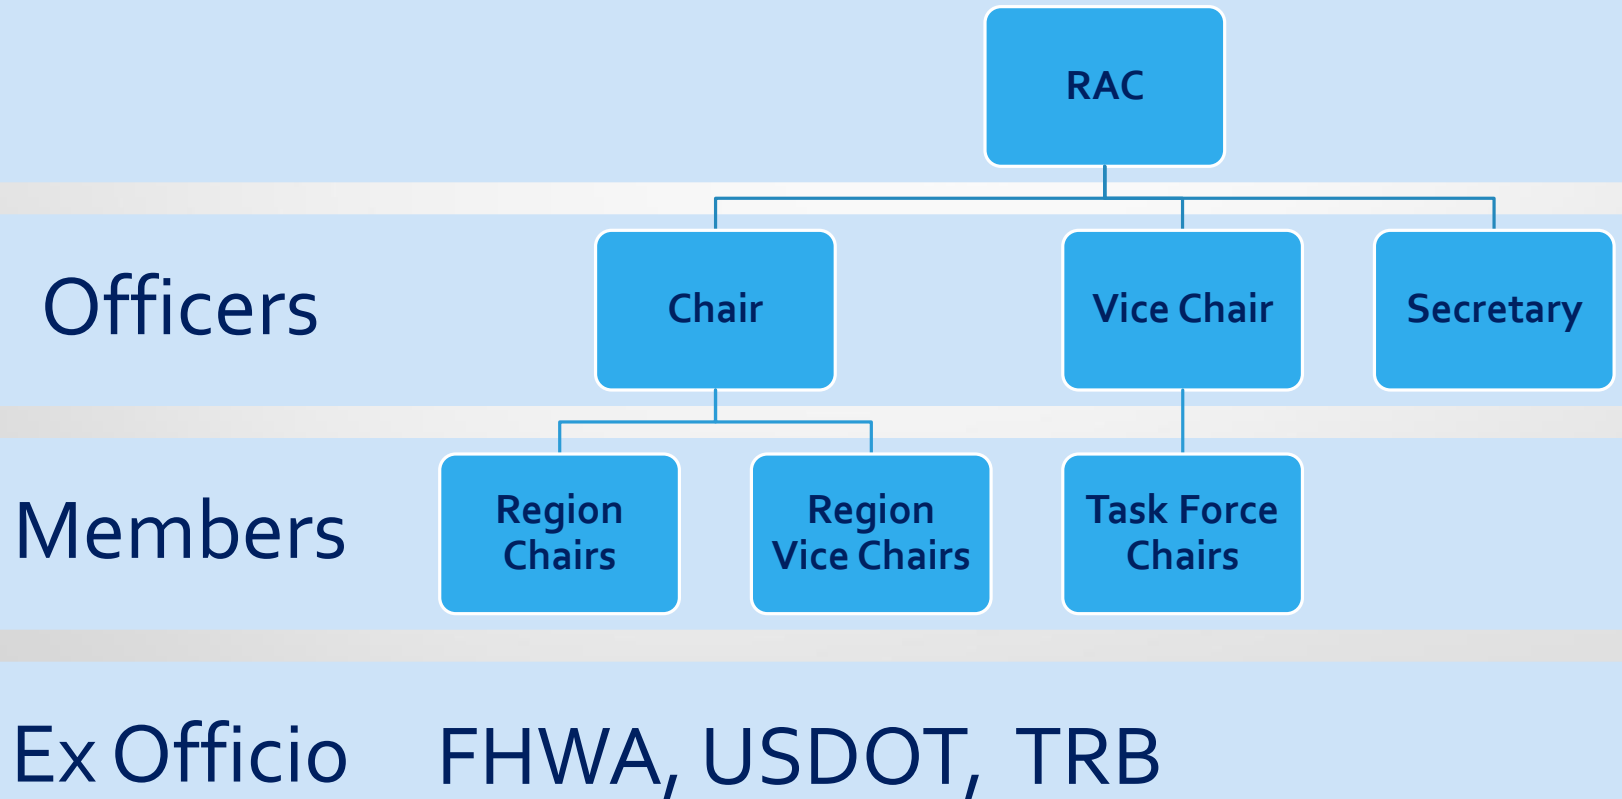 RAC
Officers
Chair
Vice Chair
Secretary
Members
Region
Chairs
Region
Vice Chairs
Task Force
Chairs
Ex Officio
FHWA, USDOT, TRB